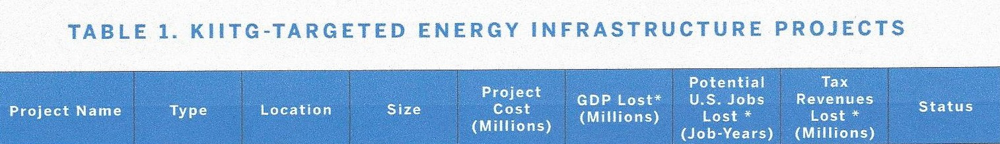 TABLE 1. KIITG-TARGETED ENERGY INFRASTRUCTURE PROJECTS
Project Name
Type
Location
Size
Project
Cost
(Millions)
GDP Lost*
(Millions)
Potential
U.S. Jobs
Lost *
(Job-Years)
Tax
Revenues
Lost *
(Millions)
Status